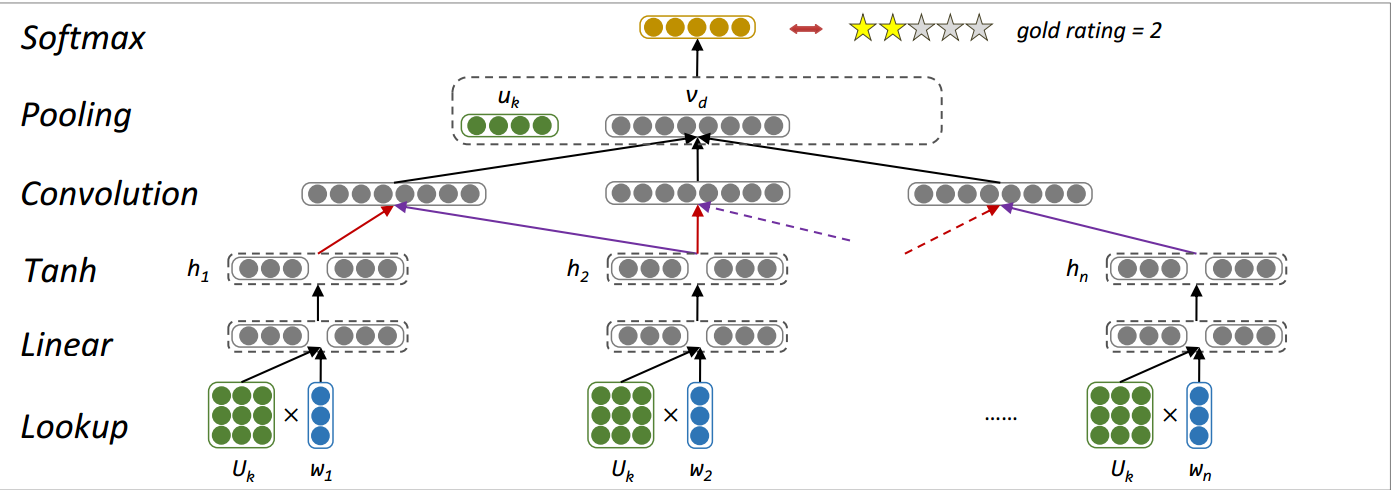 Softmax
gold rating = 2
Pooling
u_k
v_d
Convolution
Tanh
h_1
h_2
h_n
Linear
Lookup
×
×
......
×
U_k
w_1
U_k
w_2
U_k
w_n